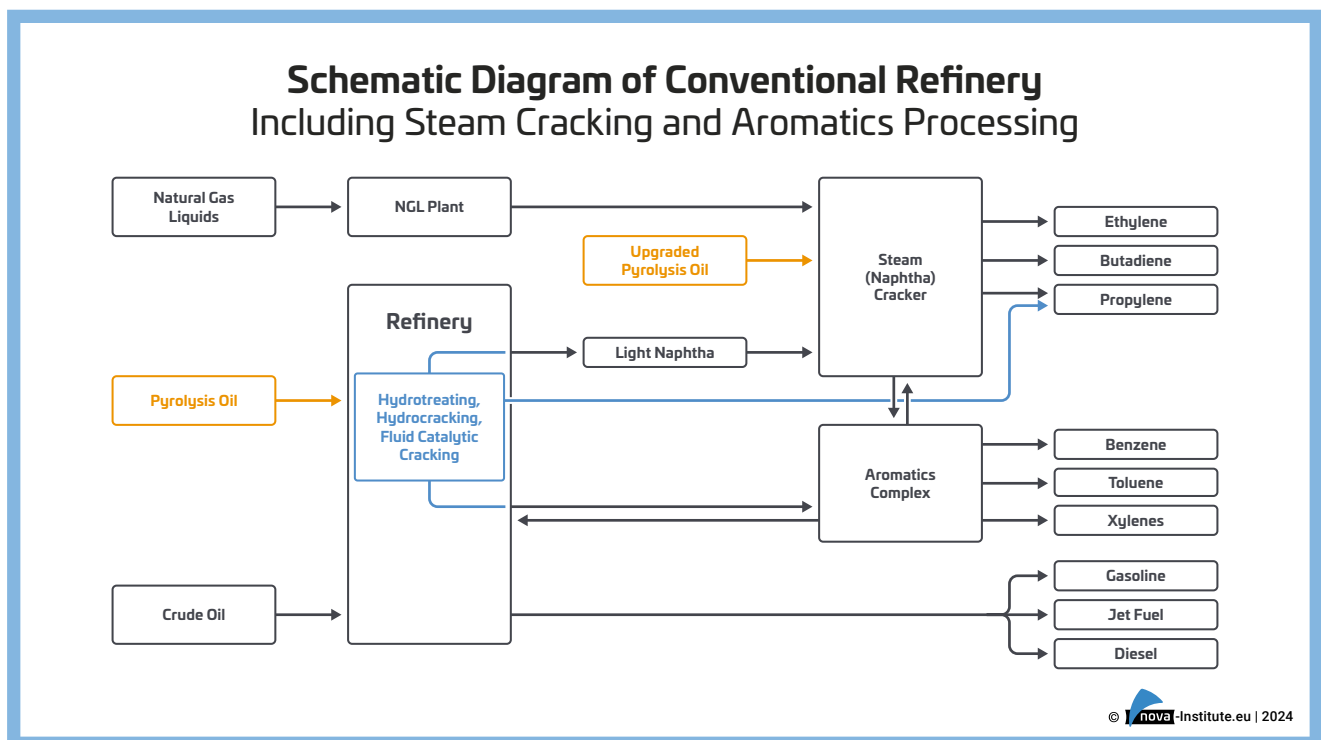 Schematic Diagram of Conventional Refinery
Including Steam Cracking and Aromatics Processing
Natural Gas
Liquids
NGL Plant
Upgraded
Pyrolysis Oil
Steam
(Naphtha)
Cracker
Ethylene
Butadiene
Propylene
Refinery
Light Naphtha
Pyrolysis Oil
Hydrotreating,
Hydrocracking,
Fluid Catalytic
Cracking
Aromatics
Complex
Benzene
Toluene
Xylenes
Crude Oil
Gasoline
Jet Fuel
Diesel
© nova-Institute.eu | 2024